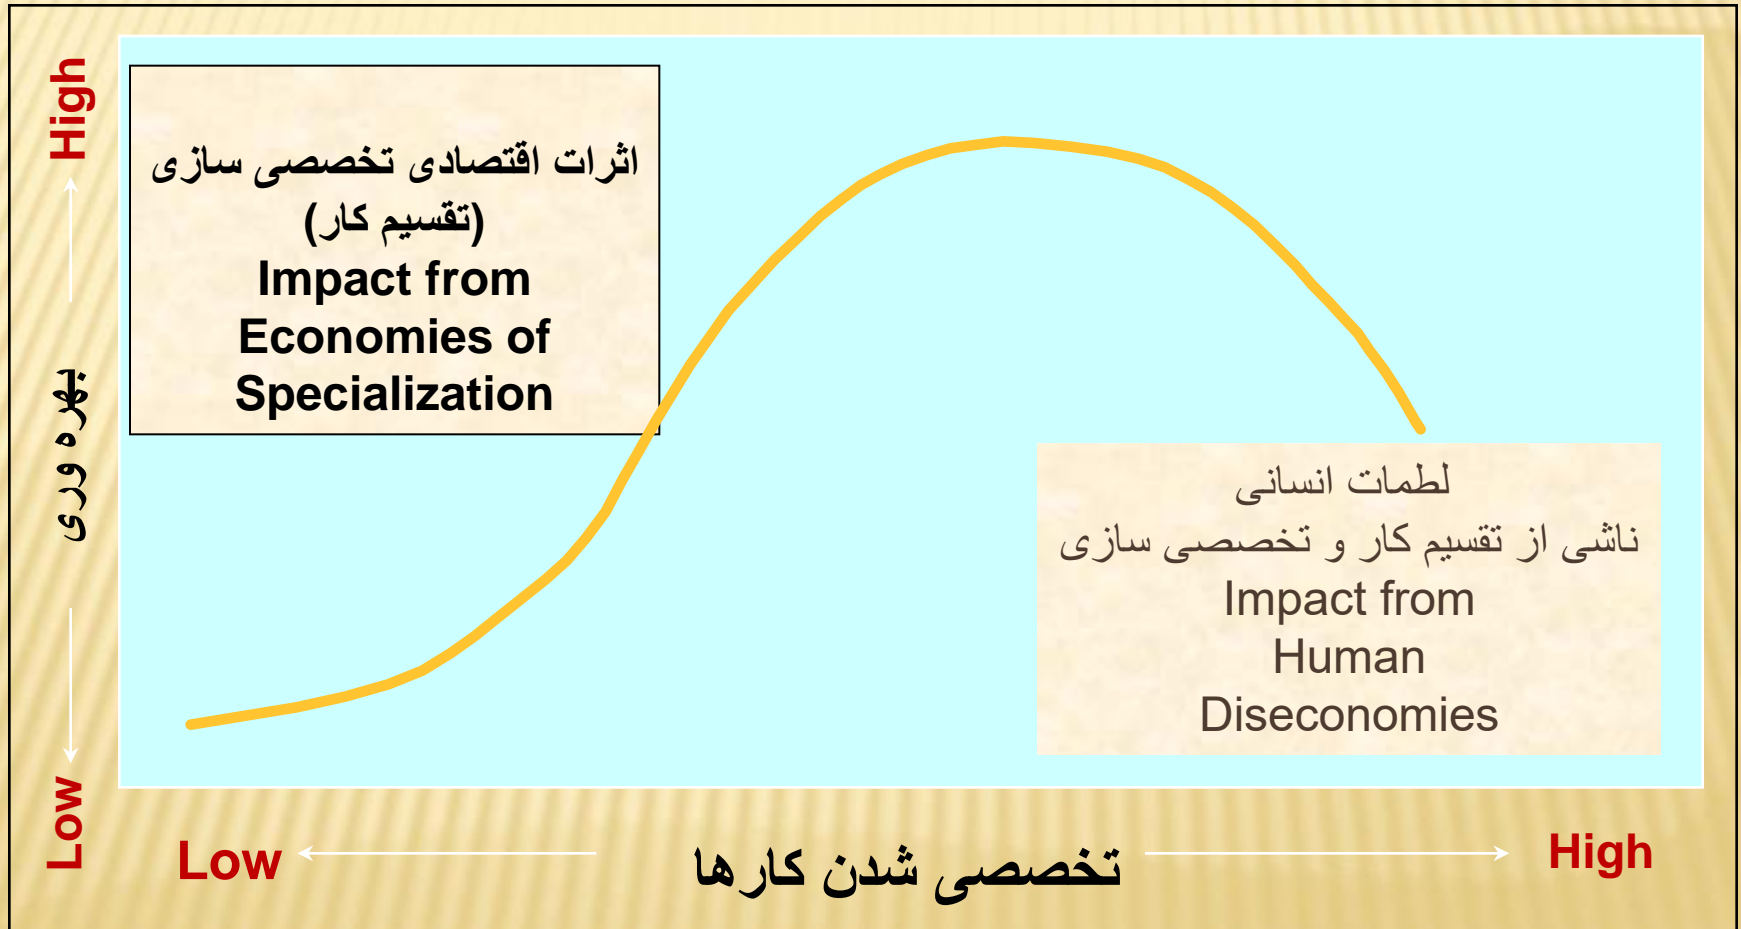 High
اثرات اقتصادی تخصصی سازی
(تقسیم کار)
Impact from
Economies of
Specialization
بهره وری
لطمات انسانی
ناشی از تقسیم کار و تخصصی سازی
Impact from
Human
Diseconomies
Low
Low
تخصصی شدن کارها
High